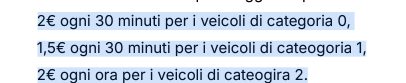 2€ ogni 30 minuti per i veicoli di categoria 0,
1,5€ ogni 30 minuti per i veicoli di cateogoria 1,
2€ ogni ora per i veicoli di cateogira 2.